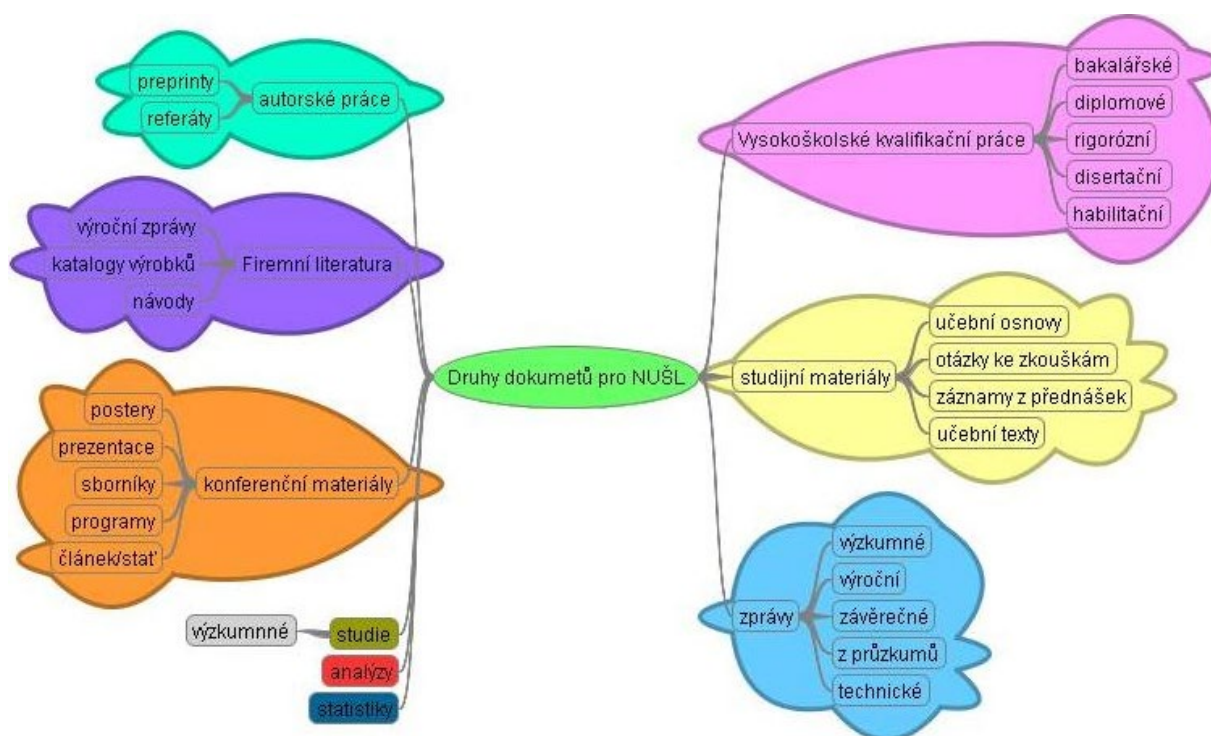 Druhy dokumetů pro NUŠL
autorské práce
preprinty
referáty
Firemní literatura
výroční zprávy
katalogy výrobků
návody
konferenční materiály
postery
prezentace
sborníky
programy
článek/stať
studie
výzkumnné
analýzy
statistiky
Vysokoškolské kvalifikační práce
bakalářské
diplomové
rigorózní
disertační
habilitační
studijní materiály
učební osnovy
otázky ke zkouškám
záznamy z přednášek
učební texty
zprávy
výzkumné
výroční
závěrečné
z průzkumů
technické